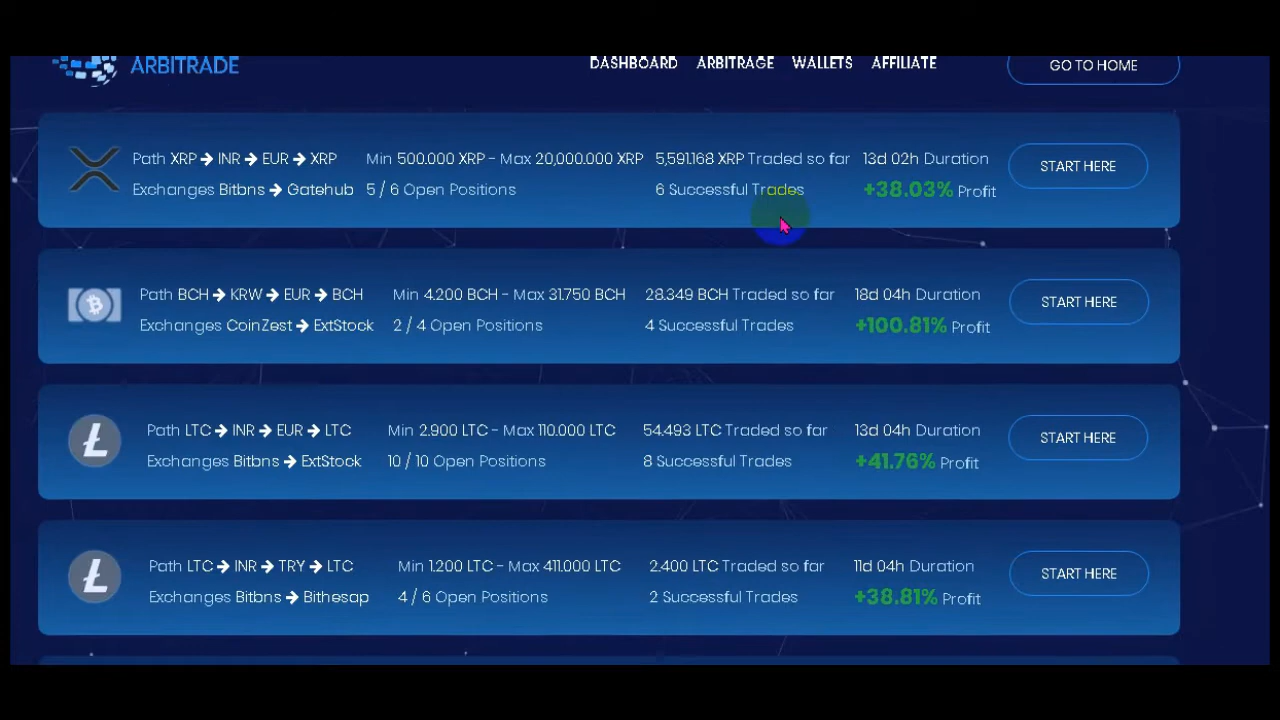 ARBITRADE
DASHBOARD ARBITRAGE WALLETS AFFILIATE GO TO HOME
Path XRP → INR → EUR → XRP Min 500.000 XRP - Max 20,000.000 XRP 5,591.168 XRP Traded so far 13d 02h Duration START HERE
Exchanges Bitbns → Gatehub 5 / 6 Open Positions 6 Successful Trades +38.03% Profit
Path BCH → KRW → EUR → BCH Min 4.200 BCH - Max 31.750 BCH 28.349 BCH Traded so far 18d 04h Duration START HERE
Exchanges CoinZest → ExtStock 2 / 4 Open Positions 4 Successful Trades +100.81% Profit
Path LTC → INR → EUR → LTC Min 2.900 LTC - Max 110.000 LTC 54.493 LTC Traded so far 13d 04h Duration START HERE
Exchanges Bitbns → ExtStock 10 / 10 Open Positions 8 Successful Trades +41.76% Profit
Path LTC → INR → TRY → LTC Min 1.200 LTC - Max 411.000 LTC 2.400 LTC Traded so far 11d 04h Duration START HERE
Exchanges Bitbns → Bithesap 4 / 6 Open Positions 2 Successful Trades +38.81% Profit